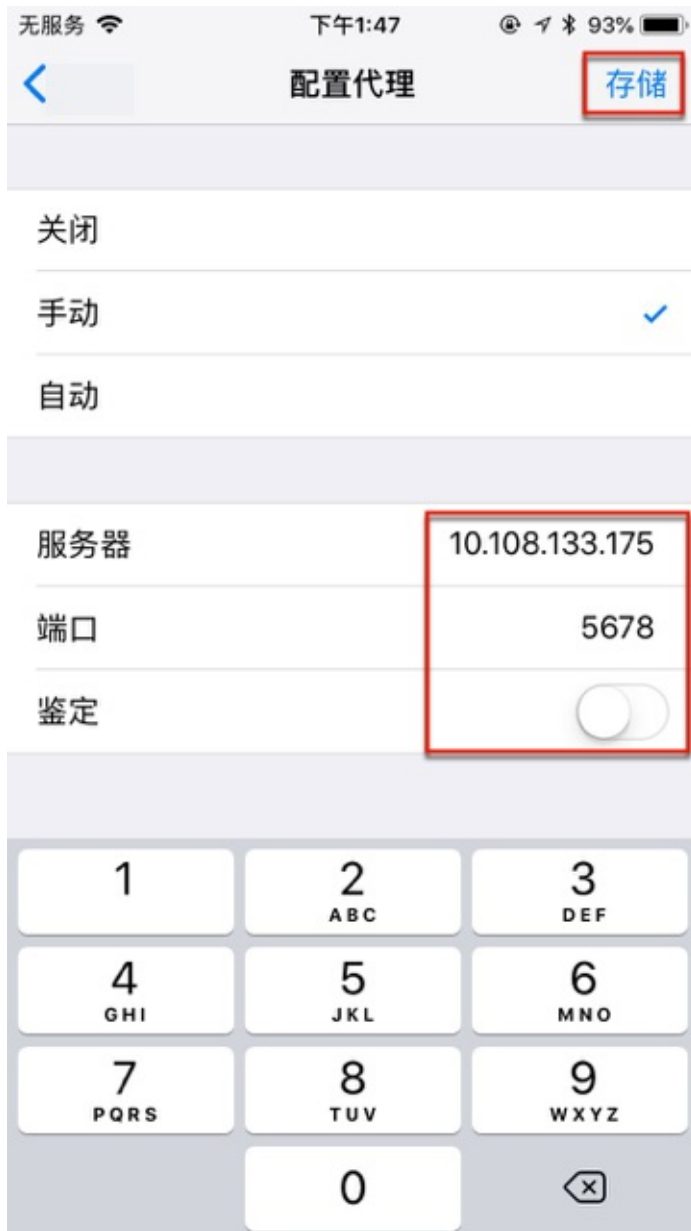 无服务 下午1:47 93%
配置代理 存储
关闭
手动
自动
服务器 10.108.133.175
端口 5678
鉴定
1 2 3
ABC DEF
4 5 6
GHI JKL MNO
7 8 9
PQRS TUV WXYZ
0